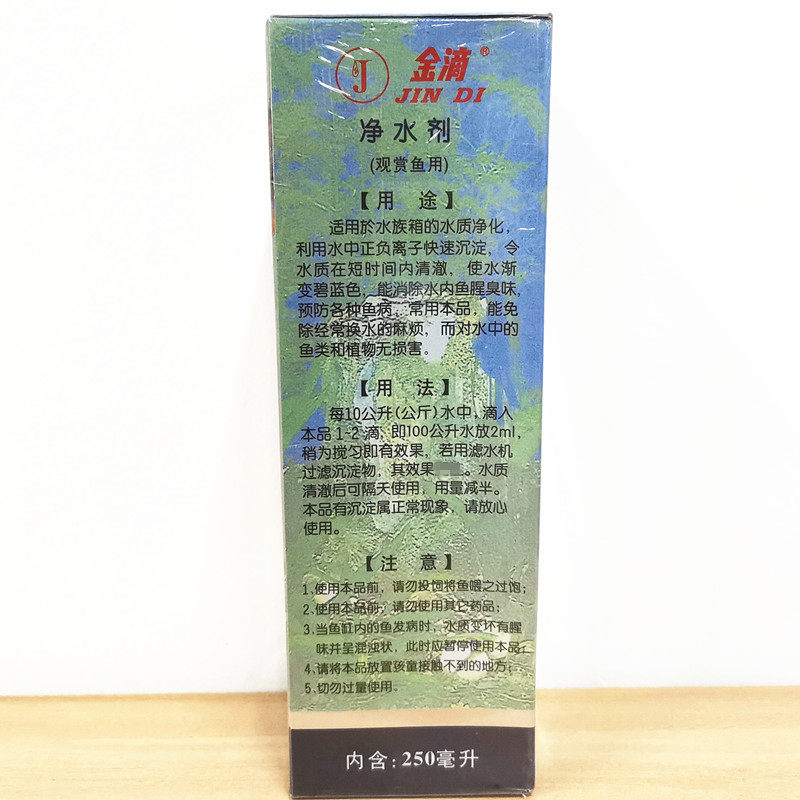 J 金滴®
JIN DI
净水剂
(观赏鱼用)
【用 途】
适用於水族箱的水质净化,
利用水中正负离子快速沉淀，令
水质在短时间内清澈，使水渐
变碧蓝色，能消除水内鱼腥臭味,
预防各种鱼病，常用本品，能免
除经常换水的麻烦，而对水中的
鱼类和植物无损害。
【用 法】
每10公升(公斤)水中，滴入
本品1-2滴，即100公升水放2ml,
稍为搅匀即有效果，若用滤水机
过滤沉淀物，其效果 。水质
清澈后可隔天使用，用量减半。
本品有沉淀属正常现象，请放心
使用。
【注 意】
1.使用本品前，请勿投饲将鱼喂之过饱;
2.使用本品前，请勿使用其它药品;
3.当鱼缸内的鱼发病时，水质变坏有腥
味并呈混浊状，此时应暂停使用本品;
4.请将本品放置孩童接触不到的地方;
5.切勿过量使用。
内含: 250毫升